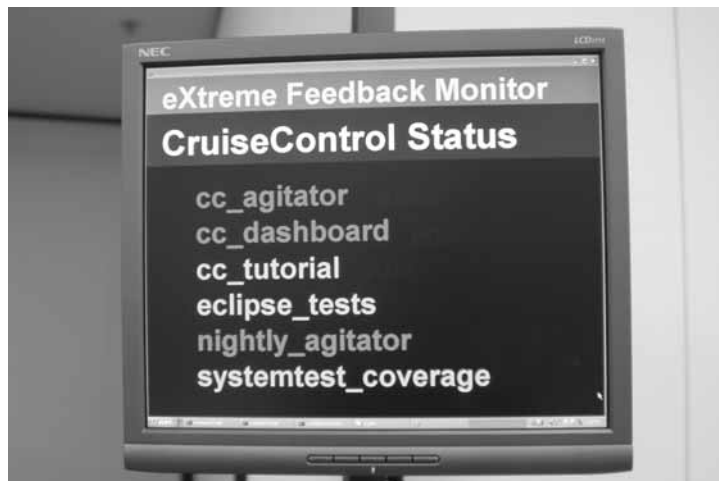 NEC
eXtreme Feedback Monitor
CruiseControl Status
cc_agitator
cc_dashboard
cc_tutorial
eclipse_tests
nightly_agitator
systemtest_coverage